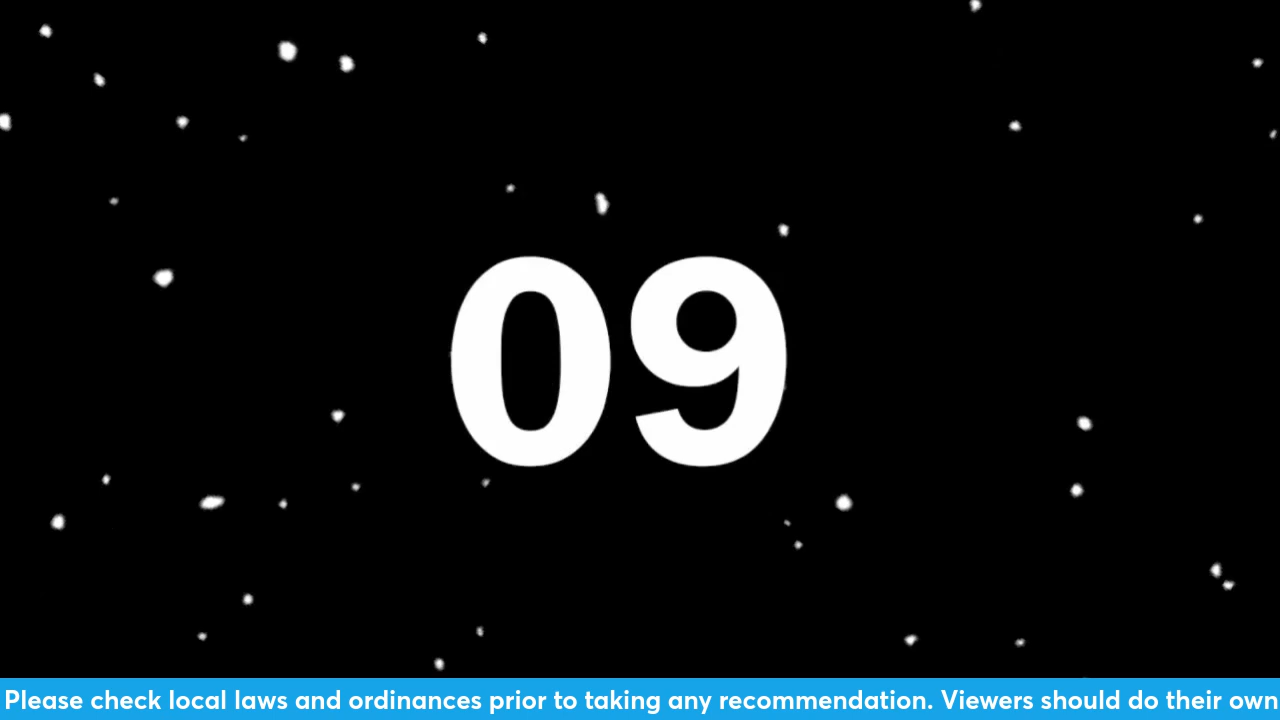 09
Please check local laws and ordinances prior to taking any recommendation. Viewers should do their own